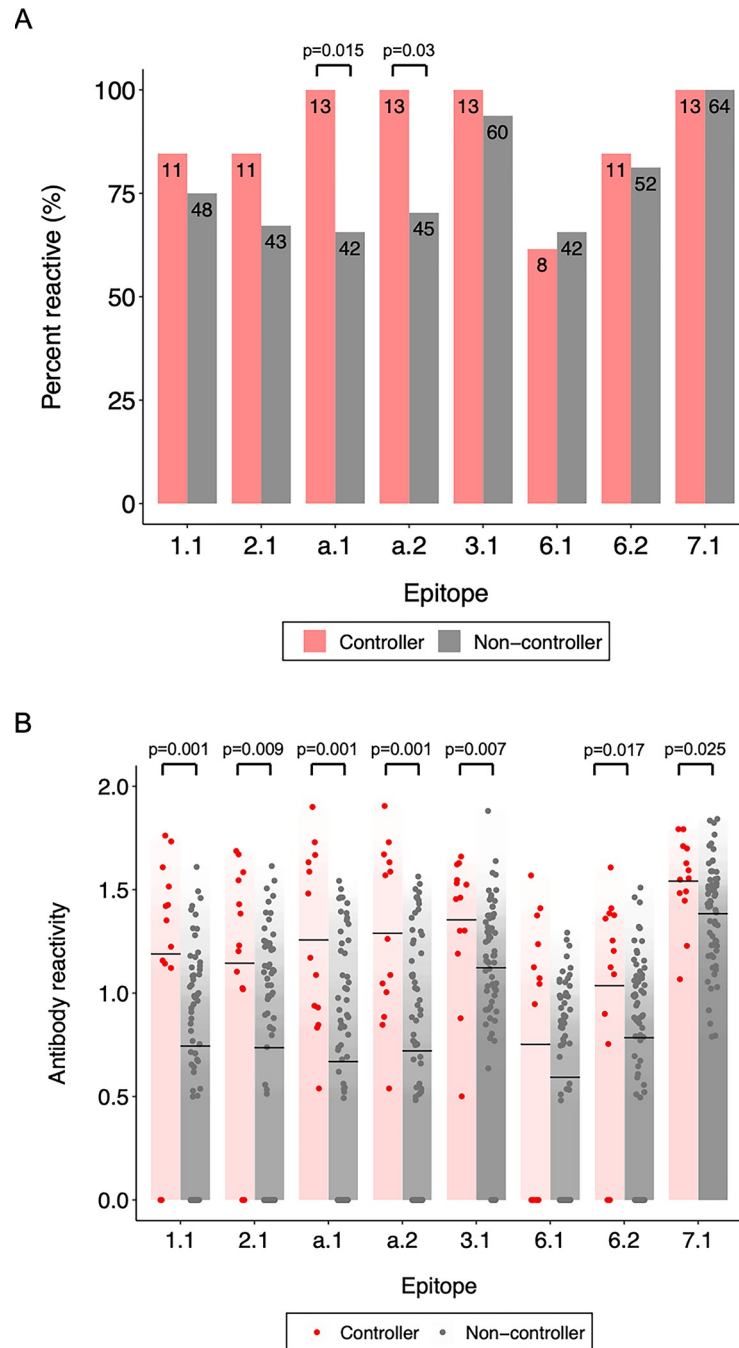 A
p=0.015 p=0.03
Percent reactive (%)
100
75
50
25
0
11 48 11 43 13 42 13 45 13 60 8 42 11 52 13 64
1.1 2.1 a.1 a.2 3.1 6.1 6.2 7.1
Epitope
Controller Non−controller
B
p=0.001 p=0.009 p=0.001 p=0.001 p=0.007 p=0.017 p=0.025
Antibody reactivity
2.0
1.5
1.0
0.5
0.0
1.1 2.1 a.1 a.2 3.1 6.1 6.2 7.1
Epitope
Controller Non−controller